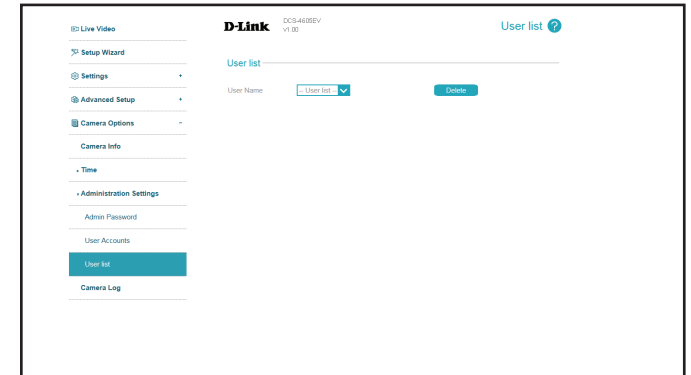 Live Video
Setup Wizard
Settings +
Advanced Setup +
Camera Options -
Camera Info
Time
Administration Settings
Admin Password
User Accounts
User list
Camera Log
D-Link
DCS-4605EV
v1.00
User list ?
User list
User Name
-- User list --
Delete